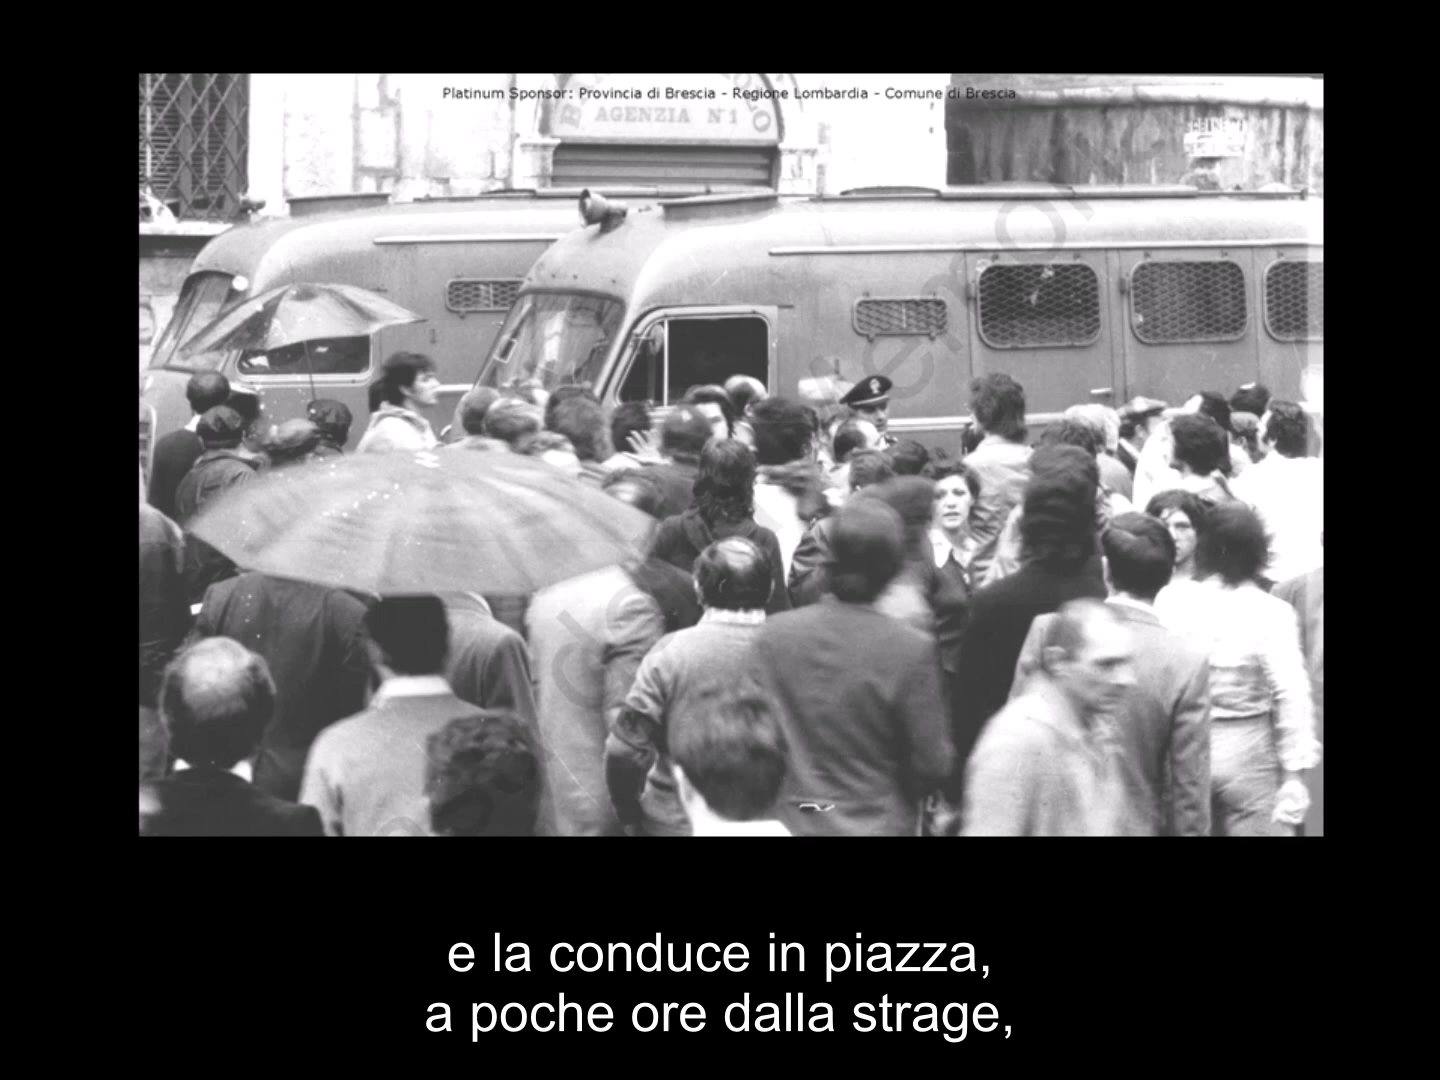 Platinum Sponsor: Provincia di Brescia - Regione Lombardia - Comune di Brescia
AGENZIA N°1
e la conduce in piazza,
a poche ore dalla strage,